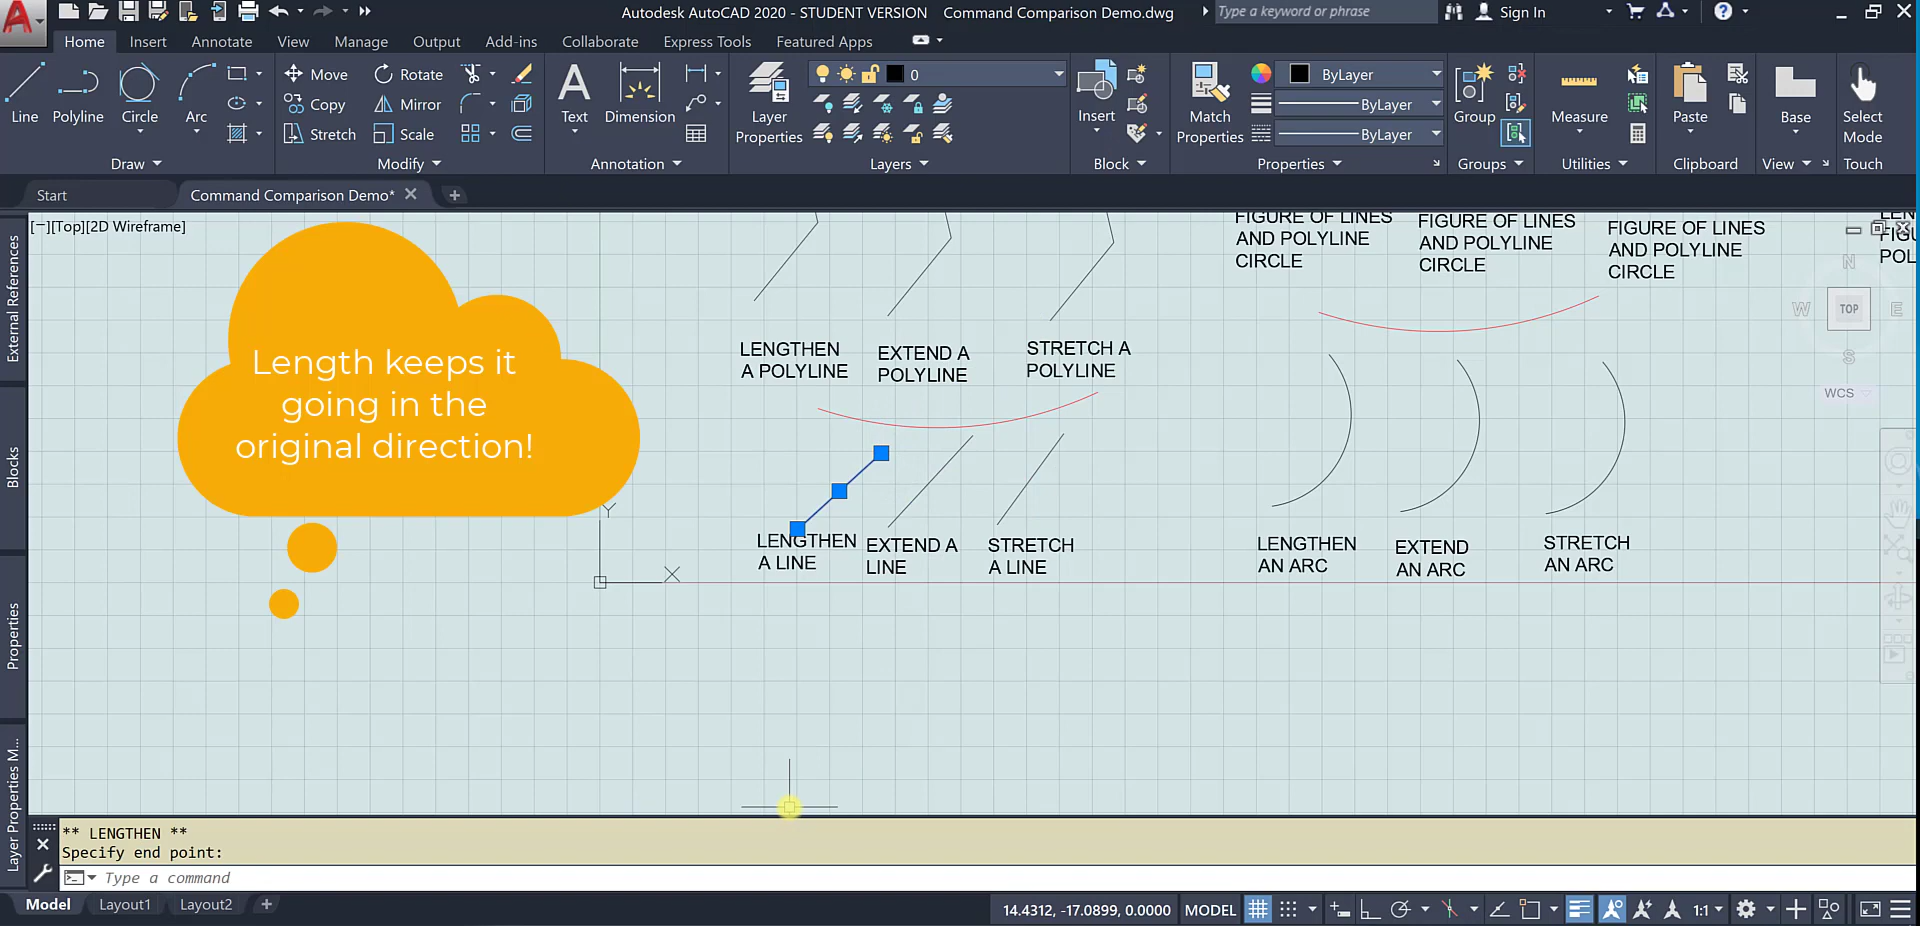 Autodesk AutoCAD 2020 - STUDENT VERSION Command Comparison Demo.dwg
Type a keyword or phrase
Sign In
Home Insert Annotate View Manage Output Add-ins Collaborate Express Tools Featured Apps
Line Polyline Circle Arc
Move Rotate
Copy Mirror
Stretch Scale
Text Dimension
Layer Properties
0
Insert
Match Properties
ByLayer
ByLayer
ByLayer
Group
Measure
Paste
Base
Select Mode
Draw Modify Annotation Layers Block Properties Groups Utilities Clipboard View Touch
Start Command Comparison Demo*
[−][Top][2D Wireframe]
External References
Blocks
Properties
Layer Properties M...
Length keeps it
going in the
original direction!
FIGURE OF LINES
AND POLYLINE
CIRCLE
FIGURE OF LINES
AND POLYLINE
CIRCLE
FIGURE OF LINES
AND POLYLINE
CIRCLE
N
W TOP E
S
WCS
LENGTHEN
A POLYLINE
EXTEND A
POLYLINE
STRETCH A
POLYLINE
LENGTHEN
A LINE
EXTEND A
LINE
STRETCH
A LINE
LENGTHEN
AN ARC
EXTEND
AN ARC
STRETCH
AN ARC
Y
X
** LENGTHEN **
Specify end point:
Type a command
Model Layout1 Layout2
14.4312, -17.0899, 0.0000 MODEL 1:1